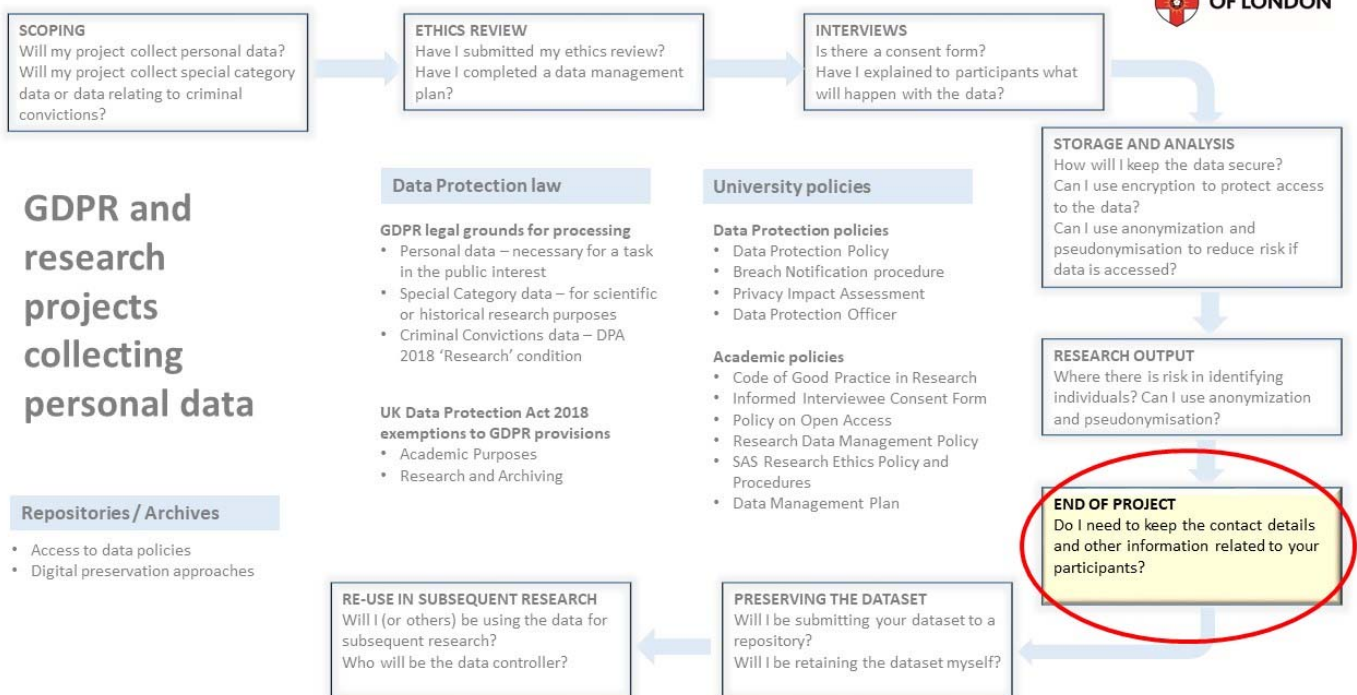 OF LONDON
SCOPING
Will my project collect personal data?
Will my project collect special category
data or data relating to criminal
convictions?
ETHICS REVIEW
Have I submitted my ethics review?
Have I completed a data management
plan?
INTERVIEWS
Is there a consent form?
Have I explained to participants what
will happen with the data?
STORAGE AND ANALYSIS
How will I keep the data secure?
Can I use encryption to protect access
to the data?
Can I use anonymization and
pseudonymisation to reduce risk if
data is accessed?
GDPR and
research
projects
collecting
personal data
Data Protection law
GDPR legal grounds for processing
• Personal data – necessary for a task
in the public interest
• Special Category data – for scientific
or historical research purposes
• Criminal Convictions data – DPA
2018 ‘Research’ condition
UK Data Protection Act 2018
exemptions to GDPR provisions
• Academic Purposes
• Research and Archiving
University policies
Data Protection policies
• Data Protection Policy
• Breach Notification procedure
• Privacy Impact Assessment
• Data Protection Officer
Academic policies
• Code of Good Practice in Research
• Informed Interviewee Consent Form
• Policy on Open Access
• Research Data Management Policy
• SAS Research Ethics Policy and
Procedures
• Data Management Plan
RESEARCH OUTPUT
Where there is risk in identifying
individuals? Can I use anonymization
and pseudonymisation?
END OF PROJECT
Do I need to keep the contact details
and other information related to your
participants?
Repositories / Archives
• Access to data policies
• Digital preservation approaches
RE-USE IN SUBSEQUENT RESEARCH
Will I (or others) be using the data for
subsequent research?
Who will be the data controller?
PRESERVING THE DATASET
Will I be submitting your dataset to a
repository?
Will I be retaining the dataset myself?